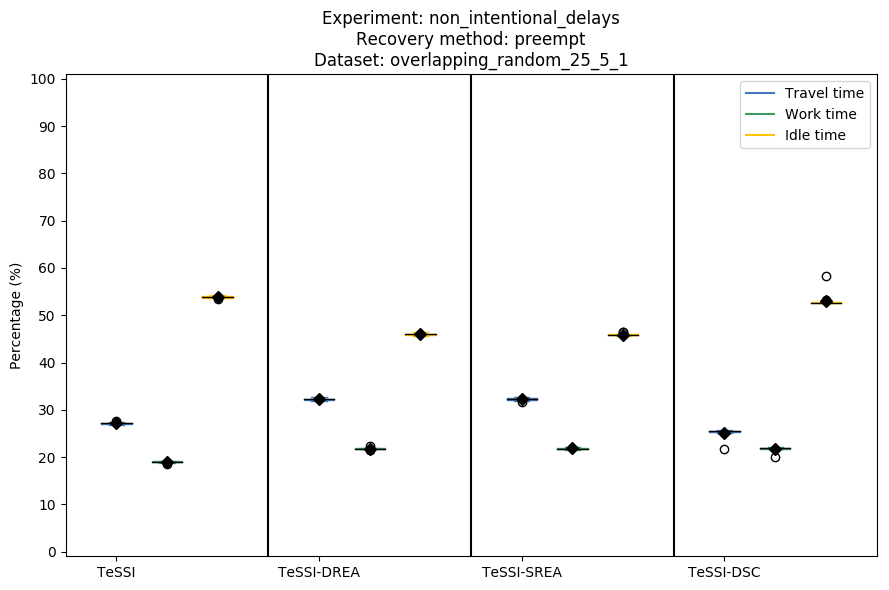 Experiment: non_intentional_delays
Recovery method: preempt
Dataset: overlapping_random_25_5_1
100
90
80
70
60
50
40
30
20
10
0
Percentage (%)
Travel time
Work time
Idle time
TeSSI
TeSSI-DREA
TeSSI-SREA
TeSSI-DSC